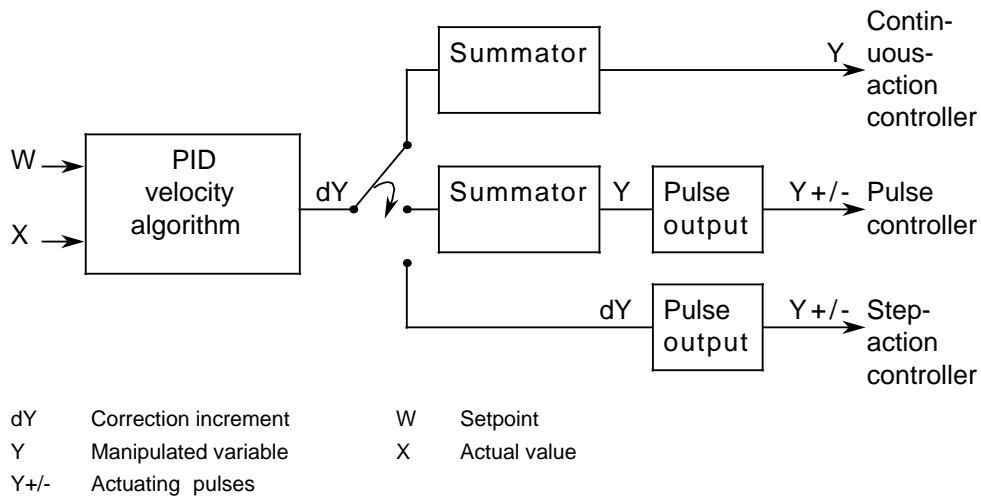 Summator
Y
Contin-
uous-
action
controller
W
X
PID
velocity
algorithm
dY
Summator
Y
Pulse
output
Y+/-
Pulse
controller
dY
Pulse
output
Y+/-
Step-
action
controller
dY Correction increment W Setpoint
Y Manipulated variable X Actual value
Y+/- Actuating pulses